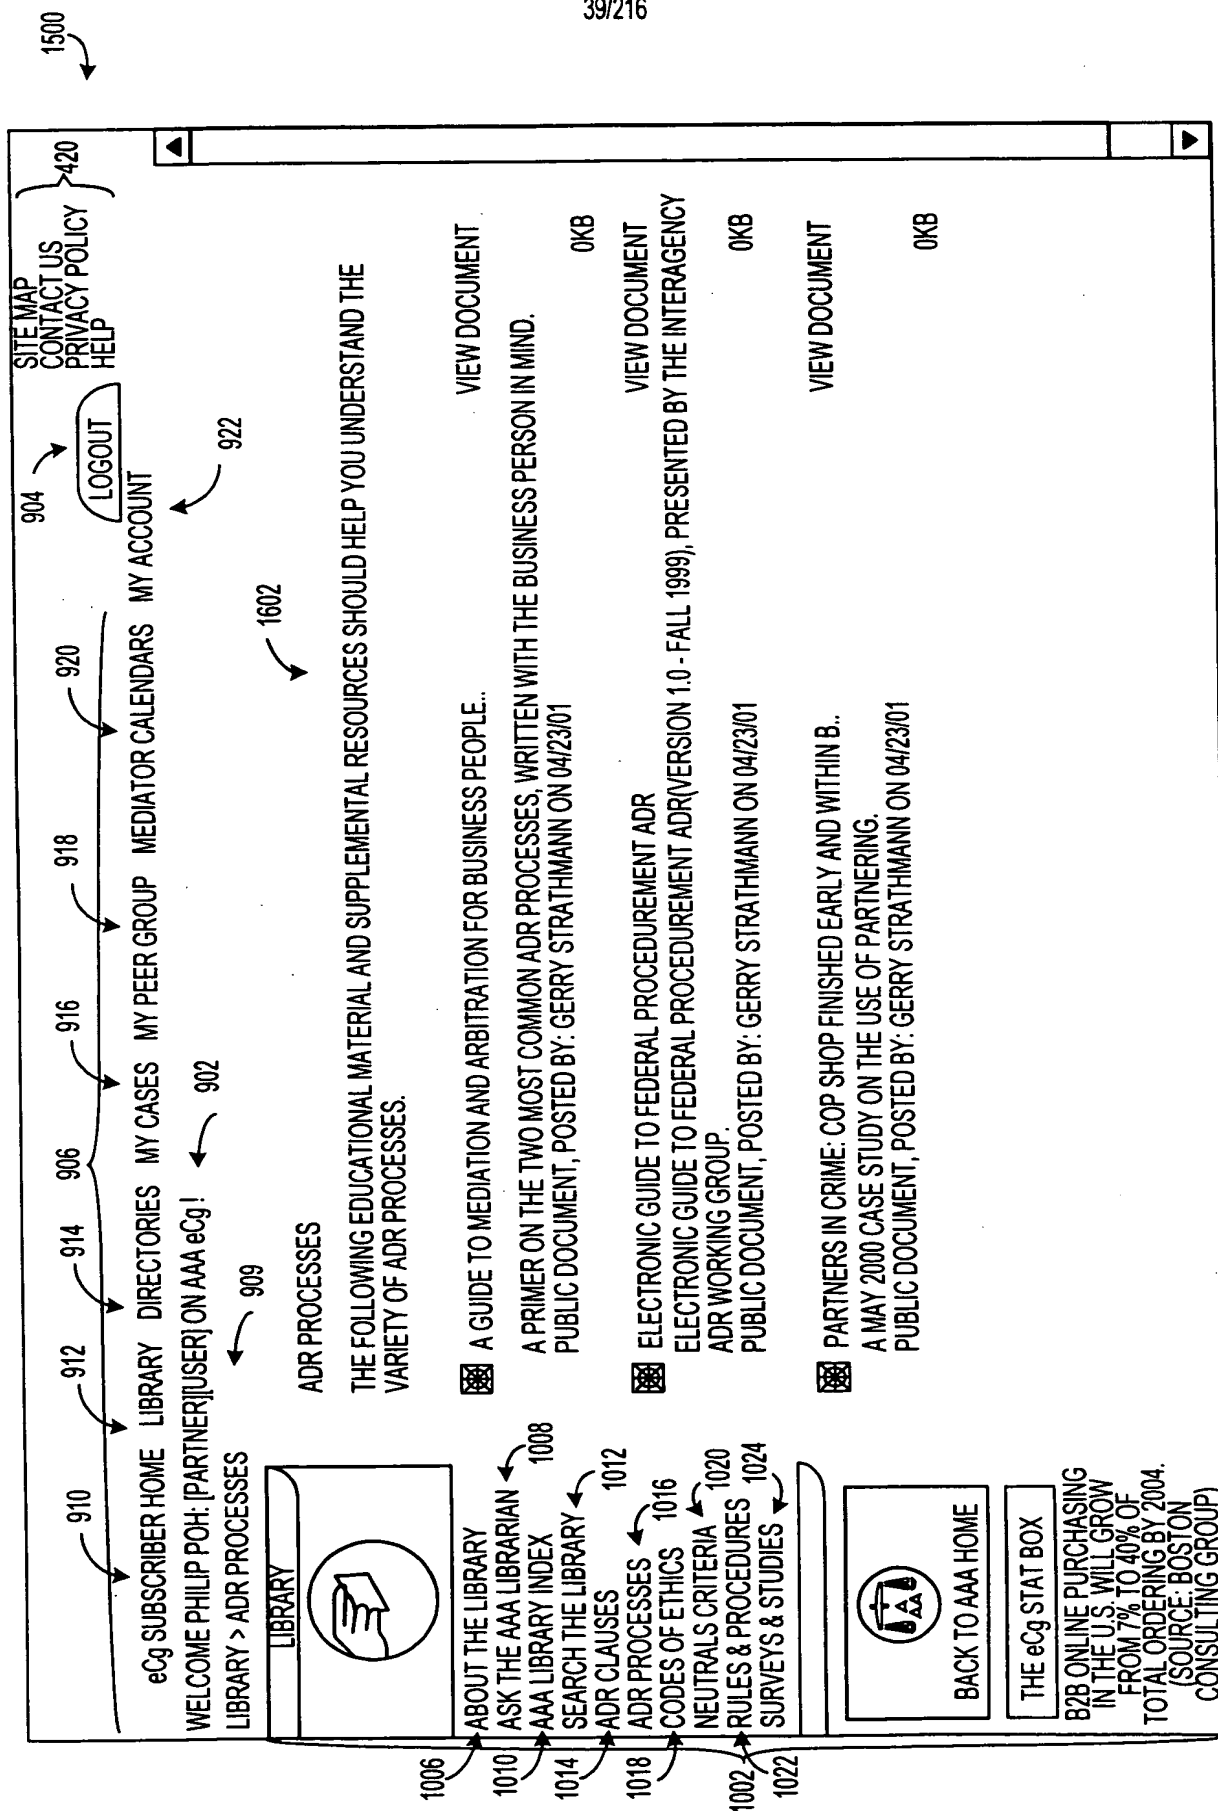 39/216
1500
SITE MAP
CONTACT US
PRIVACY POLICY
HELP
420
904
LOGOUT
906
910
912
914
916
918
920
922
eCg SUBSCRIBER HOME LIBRARY DIRECTORIES MY CASES MY PEER GROUP MEDIATOR CALENDARS MY ACCOUNT
WELCOME PHILIP POH: [PARTNER][USER] ON AAA eCg !
902
LIBRARY > ADR PROCESSES
909
LIBRARY
1006
ABOUT THE LIBRARY
ASK THE AAA LIBRARIAN
1008
1010
AAA LIBRARY INDEX
SEARCH THE LIBRARY
1012
1014
ADR CLAUSES
ADR PROCESSES
1016
1018
CODES OF ETHICS
NEUTRALS CRITERIA
1020
1002
1022
RULES & PROCEDURES
SURVEYS & STUDIES
1024
BACK TO AAA HOME
THE eCg STAT BOX
B2B ONLINE PURCHASING
IN THE U.S. WILL GROW
FROM 7% TO 40% OF
TOTAL ORDERING BY 2004.
(SOURCE: BOSTON
CONSULTING GROUP)
1602
ADR PROCESSES
THE FOLLOWING EDUCATIONAL MATERIAL AND SUPPLEMENTAL RESOURCES SHOULD HELP YOU UNDERSTAND THE
VARIETY OF ADR PROCESSES.
A GUIDE TO MEDIATION AND ARBITRATION FOR BUSINESS PEOPLE.. VIEW DOCUMENT
A PRIMER ON THE TWO MOST COMMON ADR PROCESSES, WRITTEN WITH THE BUSINESS PERSON IN MIND.
PUBLIC DOCUMENT, POSTED BY: GERRY STRATHMANN ON 04/23/01 0KB
ELECTRONIC GUIDE TO FEDERAL PROCEDUREMENT ADR VIEW DOCUMENT
ELECTRONIC GUIDE TO FEDERAL PROCEDUREMENT ADR(VERSION 1.0 - FALL 1999), PRESENTED BY THE INTERAGENCY
ADR WORKING GROUP.
PUBLIC DOCUMENT, POSTED BY: GERRY STRATHMANN ON 04/23/01 0KB
PARTNERS IN CRIME: COP SHOP FINISHED EARLY AND WITHIN B.. VIEW DOCUMENT
A MAY 2000 CASE STUDY ON THE USE OF PARTNERING.
PUBLIC DOCUMENT, POSTED BY: GERRY STRATHMANN ON 04/23/01 0KB